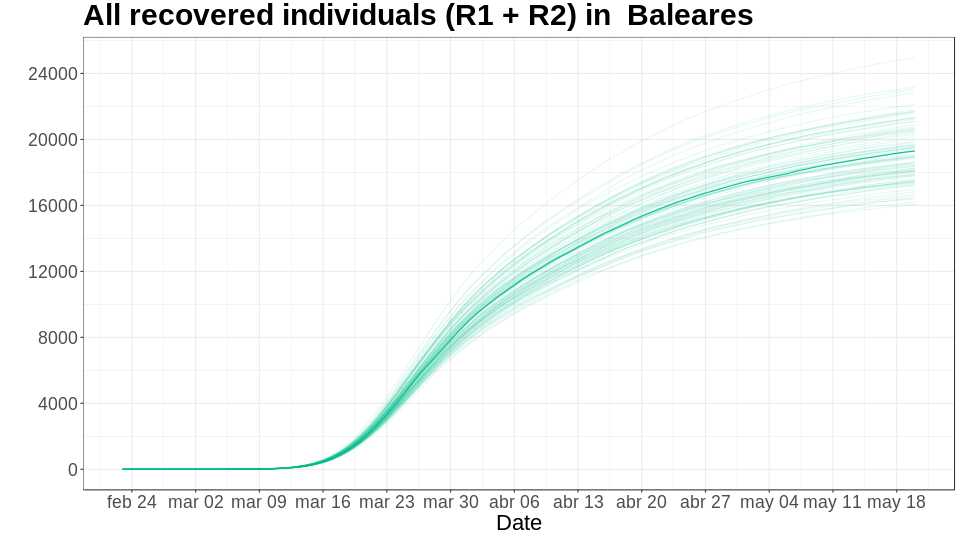 All recovered individuals (R1 + R2) in  Baleares
24000
20000
16000
12000
8000
4000
0
feb 24 mar 02 mar 09 mar 16 mar 23 mar 30 abr 06 abr 13 abr 20 abr 27 may 04 may 11 may 18
Date